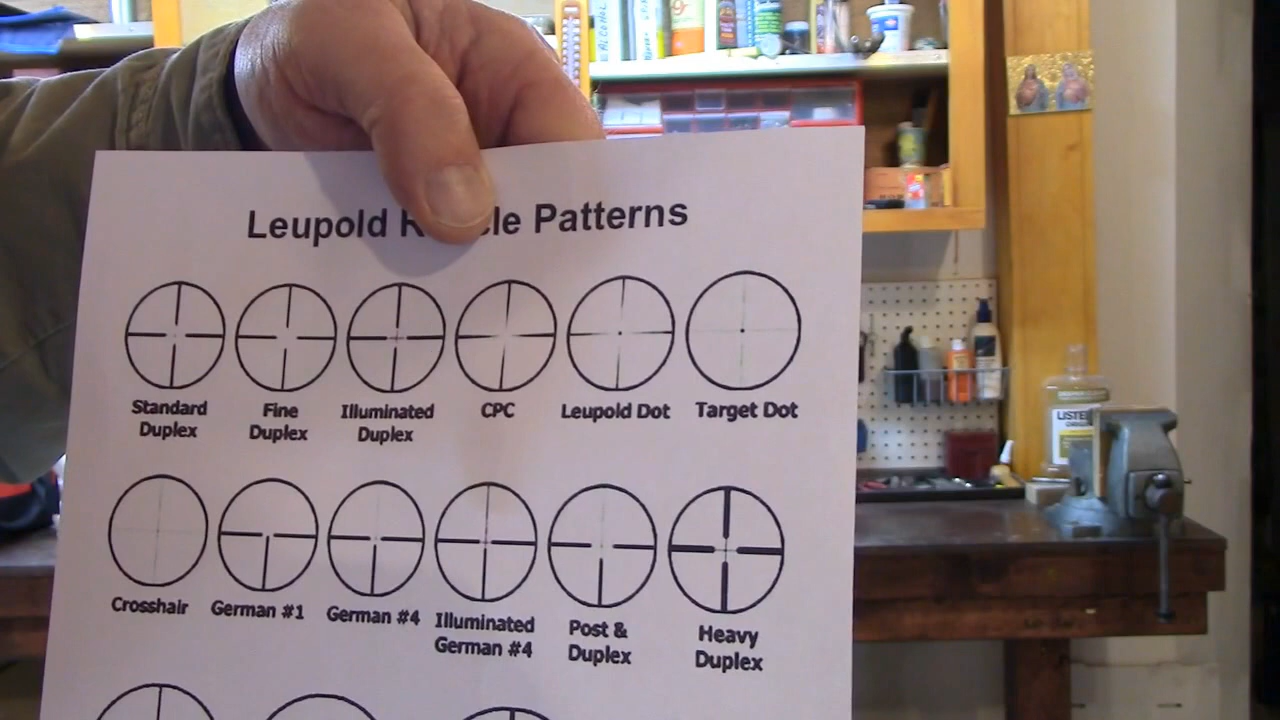 ALCOHOL
Leupold Patterns
Standard Duplex
Fine Duplex
Illuminated Duplex
CPC
Leupold Dot
Target Dot
Crosshair
German #1
German #4
Illuminated German #4
Post & Duplex
Heavy Duplex